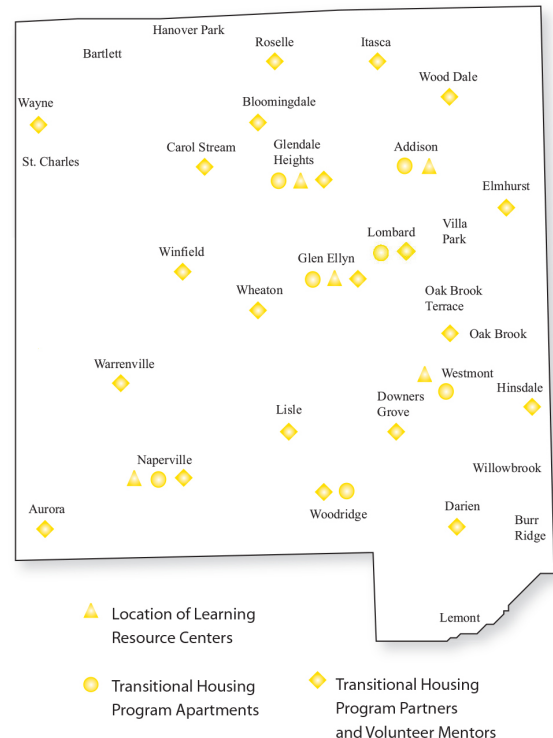 Hanover Park
Bartlett
Roselle
Itasca
Wood Dale
Wayne
Bloomingdale
Carol Stream
Glendale
Heights
Addison
St. Charles
Elmhurst
Villa
Park
Lombard
Winfield
Glen Ellyn
Wheaton
Oak Brook
Terrace
Oak Brook
Warrenville
Westmont
Hinsdale
Downers
Grove
Lisle
Naperville
Willowbrook
Aurora
Woodridge
Darien
Burr
Ridge
Lemont
Location of Learning
Resource Centers
Transitional Housing
Program Apartments
Transitional Housing
Program Partners
and Volunteer Mentors